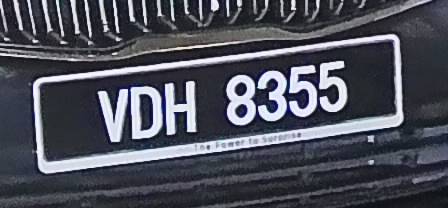 VDH 8355
The Power to Surprise